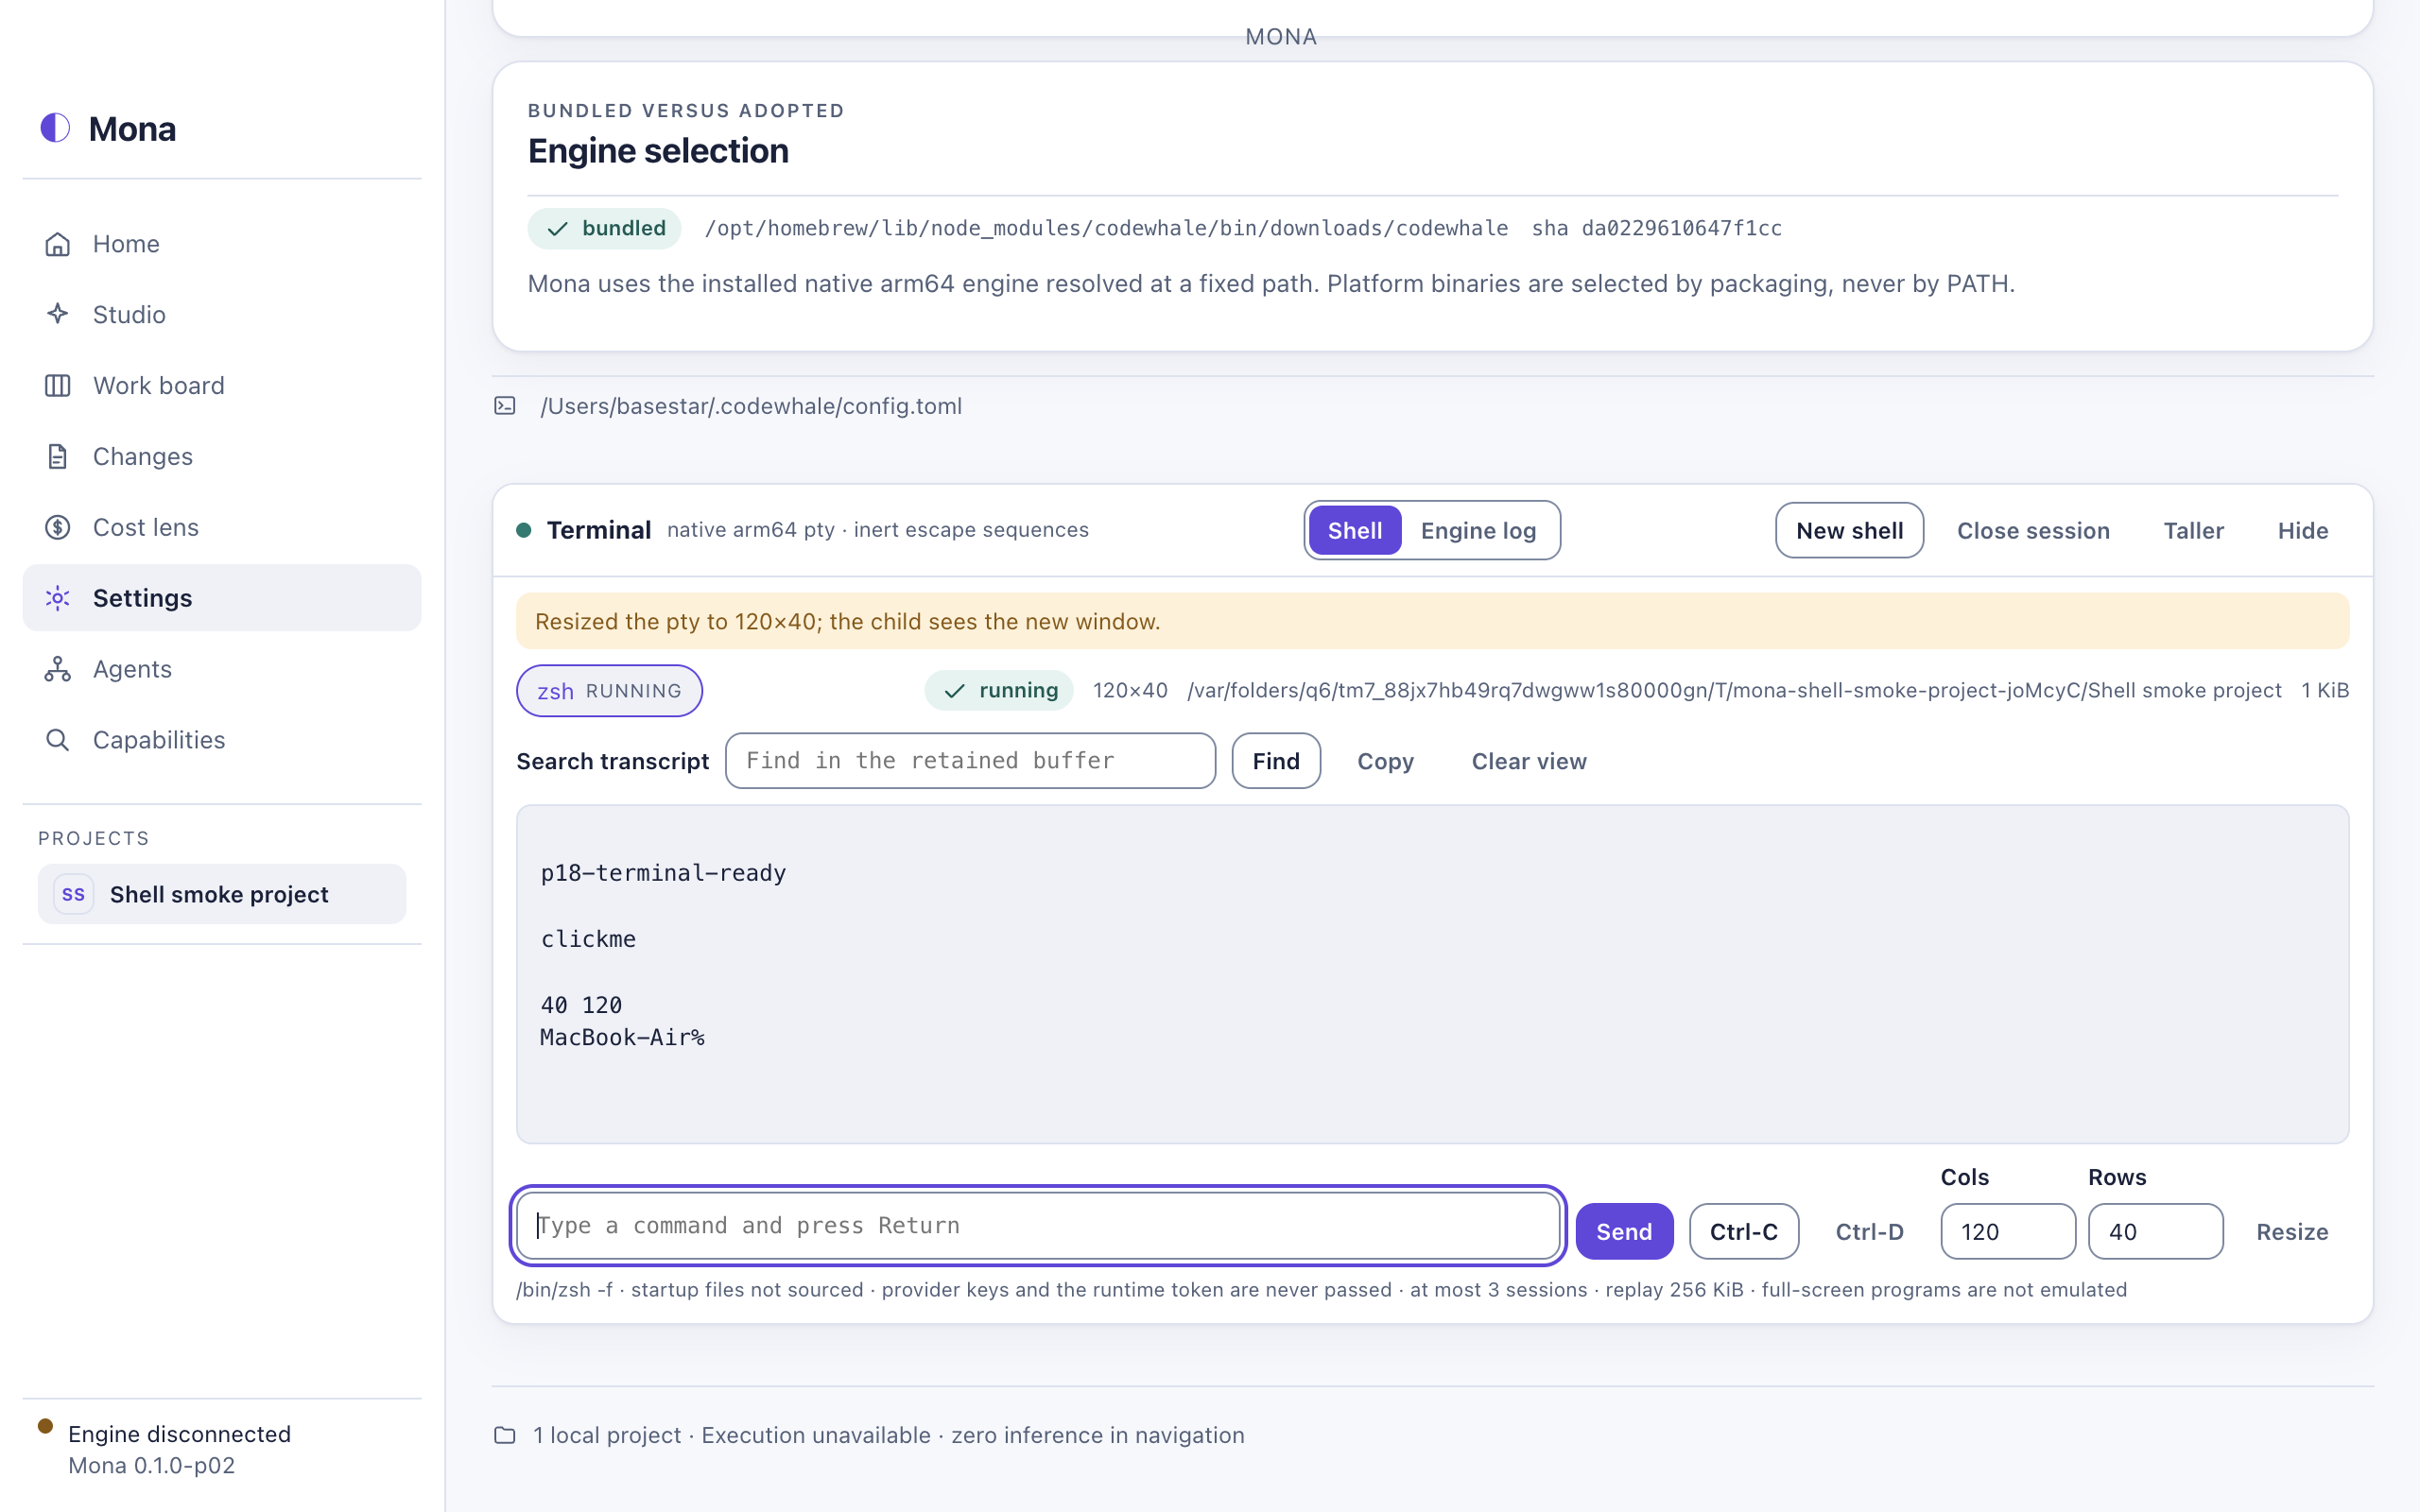 MONA
Mona
Home
Studio
Work board
Changes
Cost lens
Settings
Agents
Capabilities
PROJECTS
SS Shell smoke project
Engine disconnected
Mona 0.1.0-p02
BUNDLED VERSUS ADOPTED
Engine selection
bundled /opt/homebrew/lib/node_modules/codewhale/bin/downloads/codewhale sha da0229610647f1cc
Mona uses the installed native arm64 engine resolved at a fixed path. Platform binaries are selected by packaging, never by PATH.
/Users/basestar/.codewhale/config.toml
Terminal native arm64 pty · inert escape sequences Shell Engine log New shell Close session Taller Hide
Resized the pty to 120×40; the child sees the new window.
zsh RUNNING running 120×40 /var/folders/q6/tm7_88jx7hb49rq7dwgww1s80000gn/T/mona-shell-smoke-project-joMcyC/Shell smoke project 1 KiB
Search transcript Find in the retained buffer Find Copy Clear view
p18-terminal-ready
clickme
40 120
MacBook-Air%
Cols Rows
Type a command and press Return Send Ctrl-C Ctrl-D 120 40 Resize
/bin/zsh -f · startup files not sourced · provider keys and the runtime token are never passed · at most 3 sessions · replay 256 KiB · full-screen programs are not emulated
1 local project · Execution unavailable · zero inference in navigation